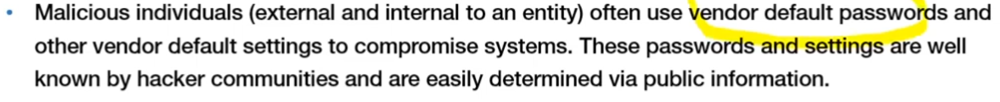 • Malicious individuals (external and internal to an entity) often use vendor default passwords and
other vendor default settings to compromise systems. These passwords and settings are well
known by hacker communities and are easily determined via public information.